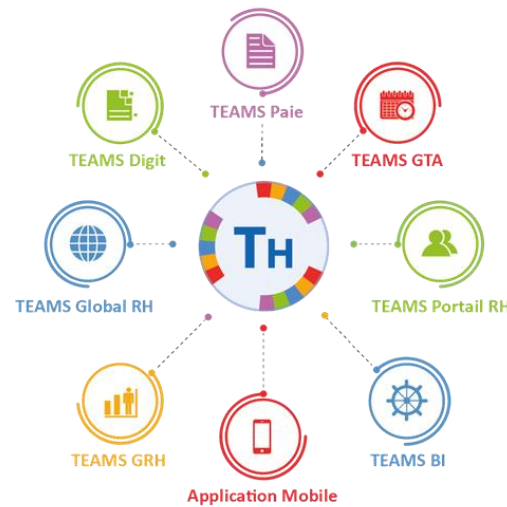 TEAMS Paie
TEAMS Digit
TEAMS GTA
TH
TEAMS Global RH
TEAMS Portail RH
TEAMS GRH
TEAMS BI
Application Mobile